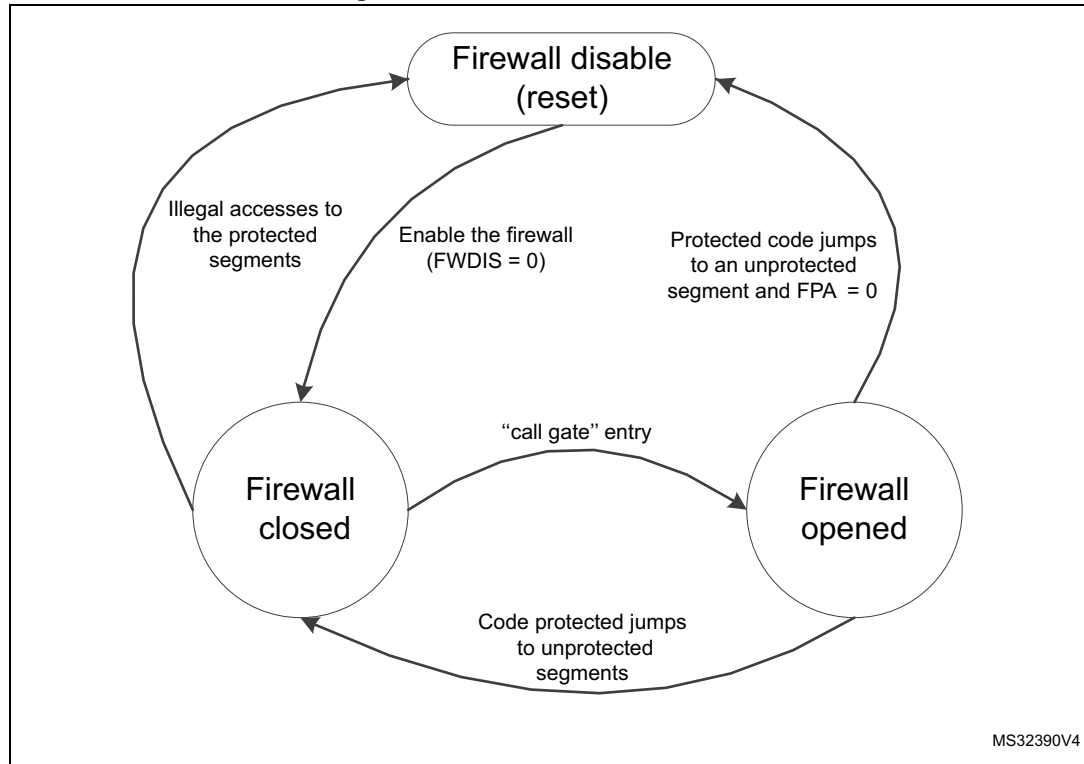 Firewall disable
(reset)
Illegal accesses to
the protected
segments
Enable the firewall
(FWDIS = 0)
Protected code jumps
to an unprotected
segment and FPA = 0
“call gate” entry
Firewall
closed
Firewall
opened
Code protected jumps
to unprotected
segments
MS32390V4